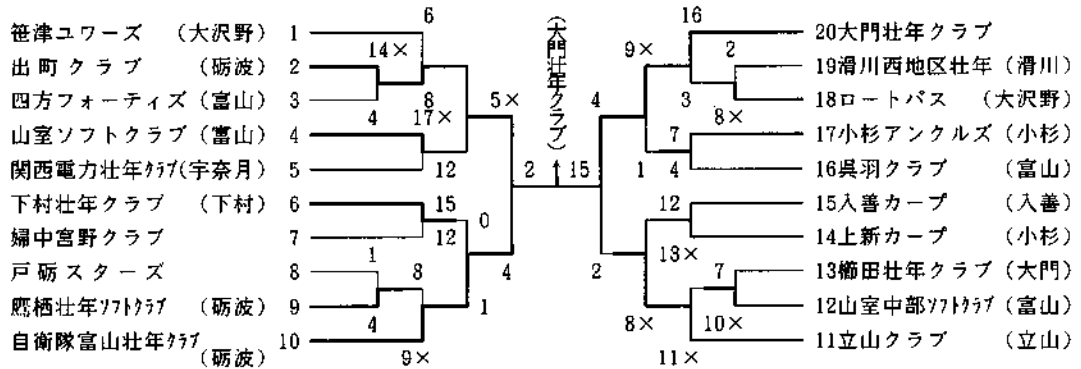 笹津ユワーズ (大沢野) 1
出町クラブ (砺波) 2
四方フォーティズ(富山) 3
山室ソフトクラブ(富山) 4
関西電力壮年クラブ(宇奈月) 5
下村壮年クラブ (下村) 6
婦中宮野クラブ 7
戸砺スターズ 8
鷹栖壮年ソフトクラブ (砺波) 9
自衛隊富山壮年クラブ 10
(砺波)
6
14×
4
8
17×
12
5×
15
12
0
1
8
4
9×
1
4
2
(大門壮年クラブ)
↑
15
4
2
16
9×
2
3
8×
7
1
4
12
13×
7
8×
10×
11×
20大門壮年クラブ
19滑川西地区壮年 (滑川)
18ロートパス (大沢野)
17小杉アンクルズ (小杉)
16呉羽クラブ (富山)
15入善カープ (入善)
14上新カープ (小杉)
13櫛田壮年クラブ (大門)
12山室中部ソフトクラブ (富山)
11立山クラブ (立山)